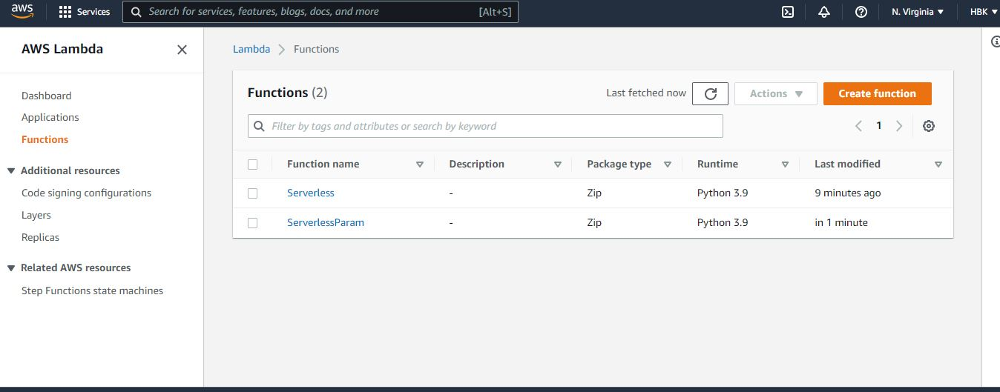 aws Services Search for services, features, blogs, docs, and more [Alt+S] N. Virginia HBK
AWS Lambda
Dashboard
Applications
Functions
Additional resources
Code signing configurations
Layers
Replicas
Related AWS resources
Step Functions state machines
Lambda Functions
Functions (2) Last fetched now Actions Create function
Filter by tags and attributes or search by keyword 1
Function name Description Package type Runtime Last modified
Serverless - Zip Python 3.9 9 minutes ago
ServerlessParam - Zip Python 3.9 in 1 minute